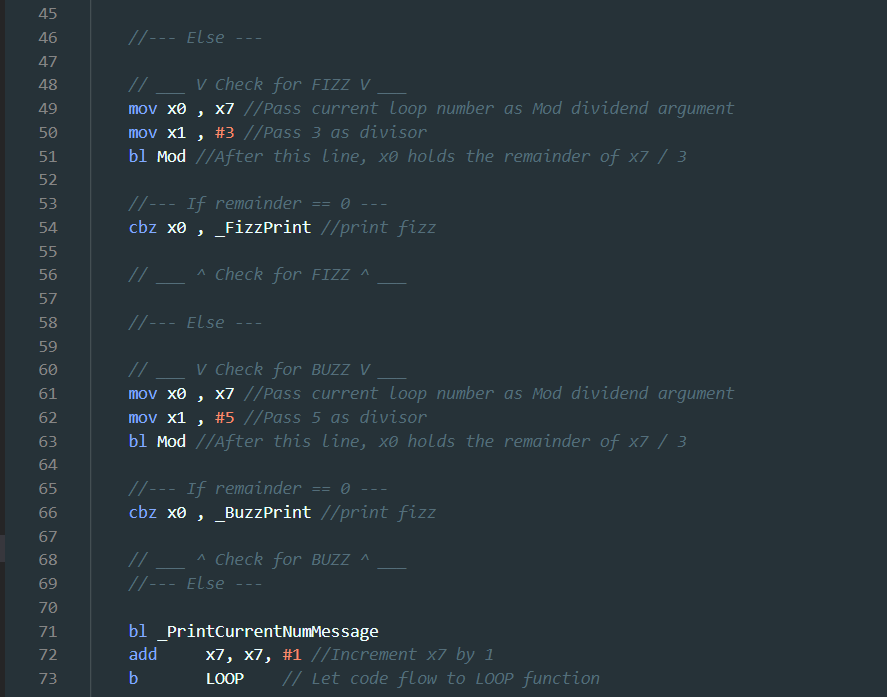 45
46 //--- Else ---
47
48 // ___ V Check for FIZZ V ___
49 mov x0 , x7 //Pass current loop number as Mod dividend argument
50 mov x1 , #3 //Pass 3 as divisor
51 bl Mod //After this line, x0 holds the remainder of x7 / 3
52
53 //--- If remainder == 0 ---
54 cbz x0 , _FizzPrint //print fizz
55
56 // ___ ^ Check for FIZZ ^ ___
57
58 //--- Else ---
59
60 // ___ V Check for BUZZ V ___
61 mov x0 , x7 //Pass current loop number as Mod dividend argument
62 mov x1 , #5 //Pass 5 as divisor
63 bl Mod //After this line, x0 holds the remainder of x7 / 3
64
65 //--- If remainder == 0 ---
66 cbz x0 , _BuzzPrint //print fizz
67
68 // ___ ^ Check for BUZZ ^ ___
69 //--- Else ---
70
71 bl _PrintCurrentNumMessage
72 add     x7, x7, #1 //Increment x7 by 1
73 b       LOOP    // Let code flow to LOOP function